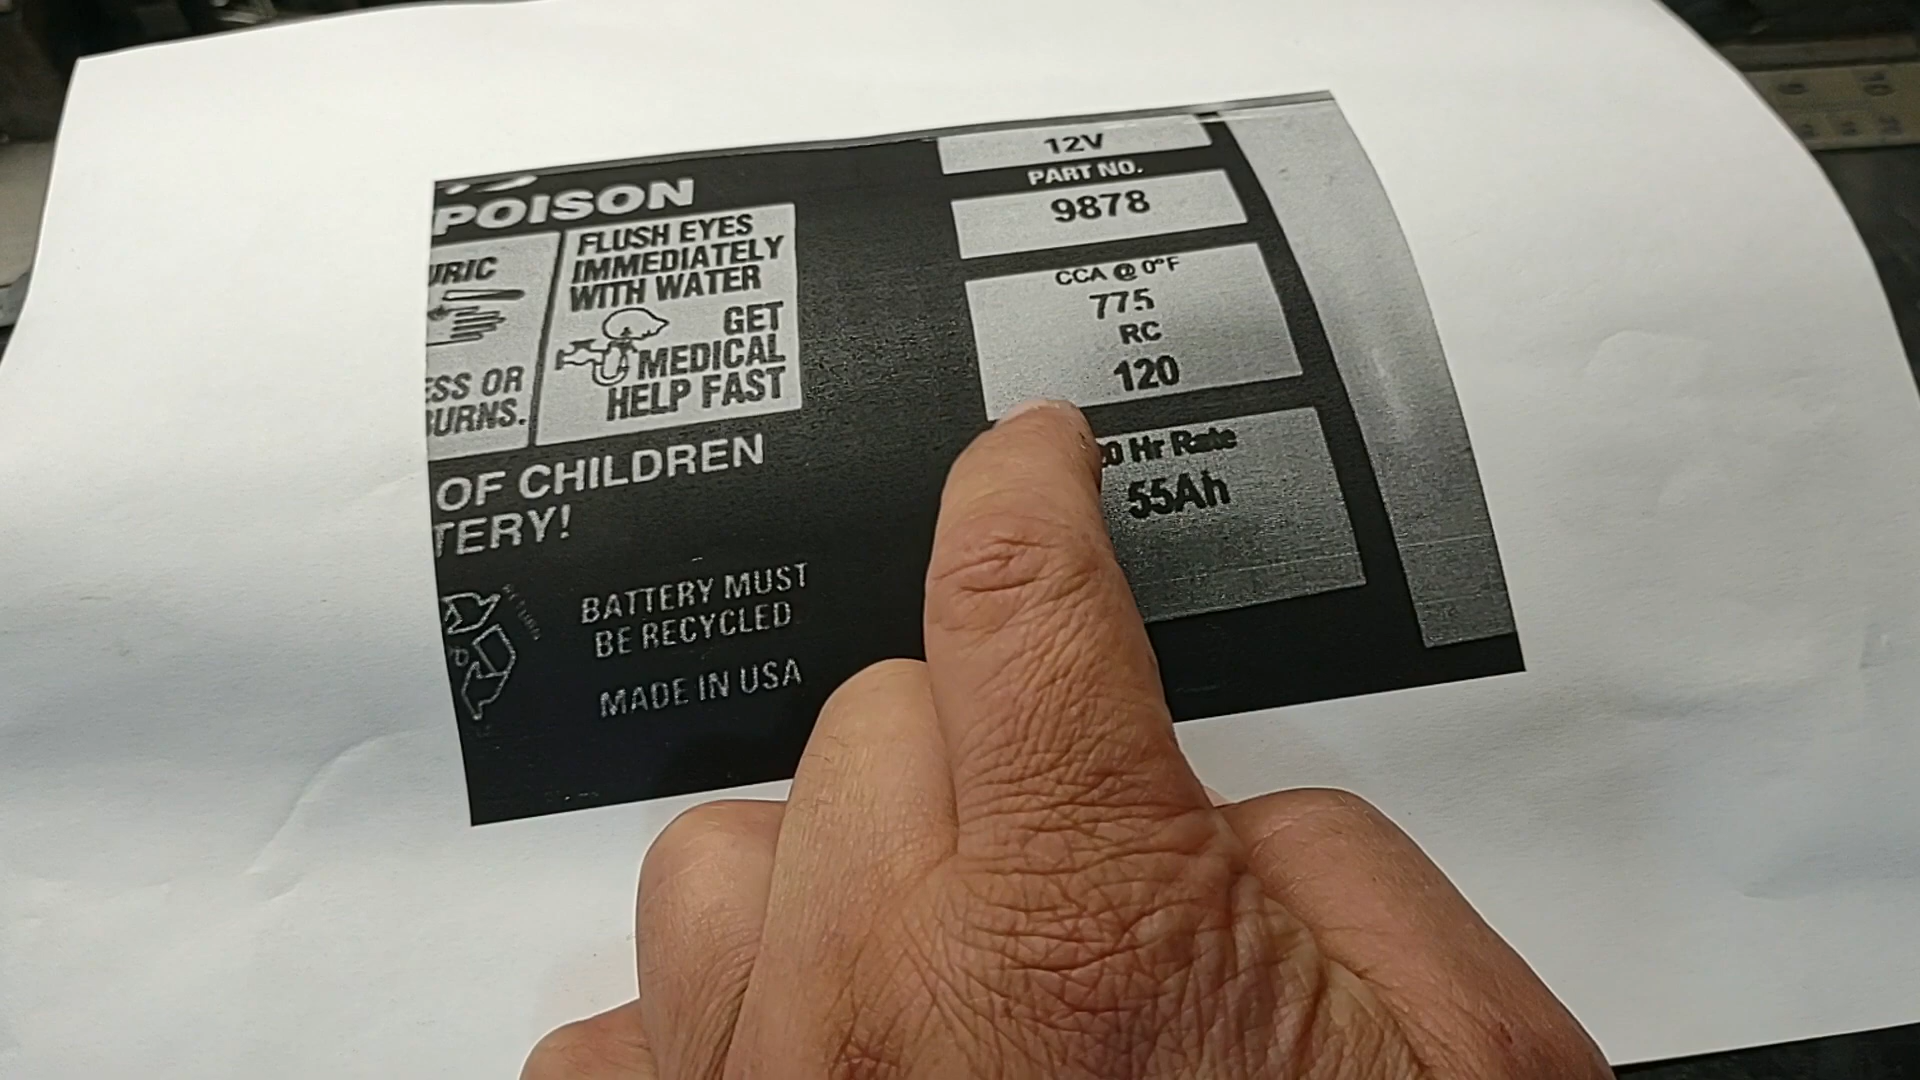 POISON
URIC
ESS OR
BURNS.
FLUSH EYES
IMMEDIATELY
WITH WATER
GET
MEDICAL
HELP FAST
OF CHILDREN
TERY!
BATTERY MUST
BE RECYCLED
MADE IN USA
12V
PART NO.
9878
CCA @ 0°F
775
RC
120
Hr Rate
55Ah